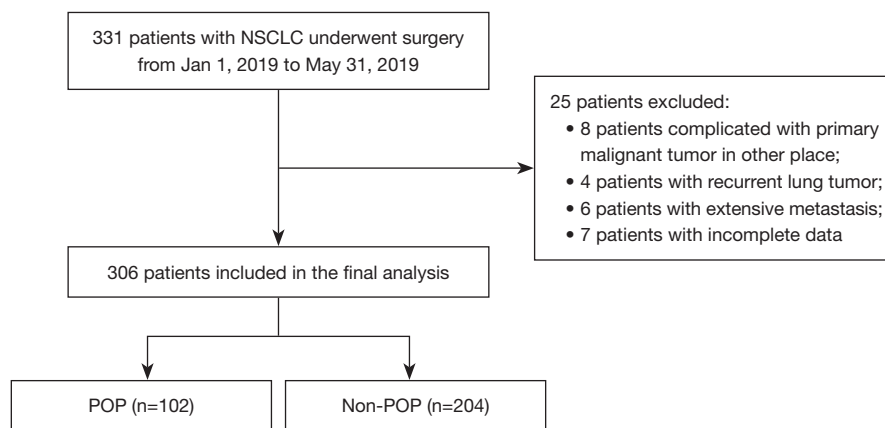 331 patients with NSCLC underwent surgery
from Jan 1, 2019 to May 31, 2019
25 patients excluded:
• 8 patients complicated with primary
malignant tumor in other place;
• 4 patients with recurrent lung tumor;
• 6 patients with extensive metastasis;
• 7 patients with incomplete data
306 patients included in the final analysis
POP (n=102)
Non-POP (n=204)